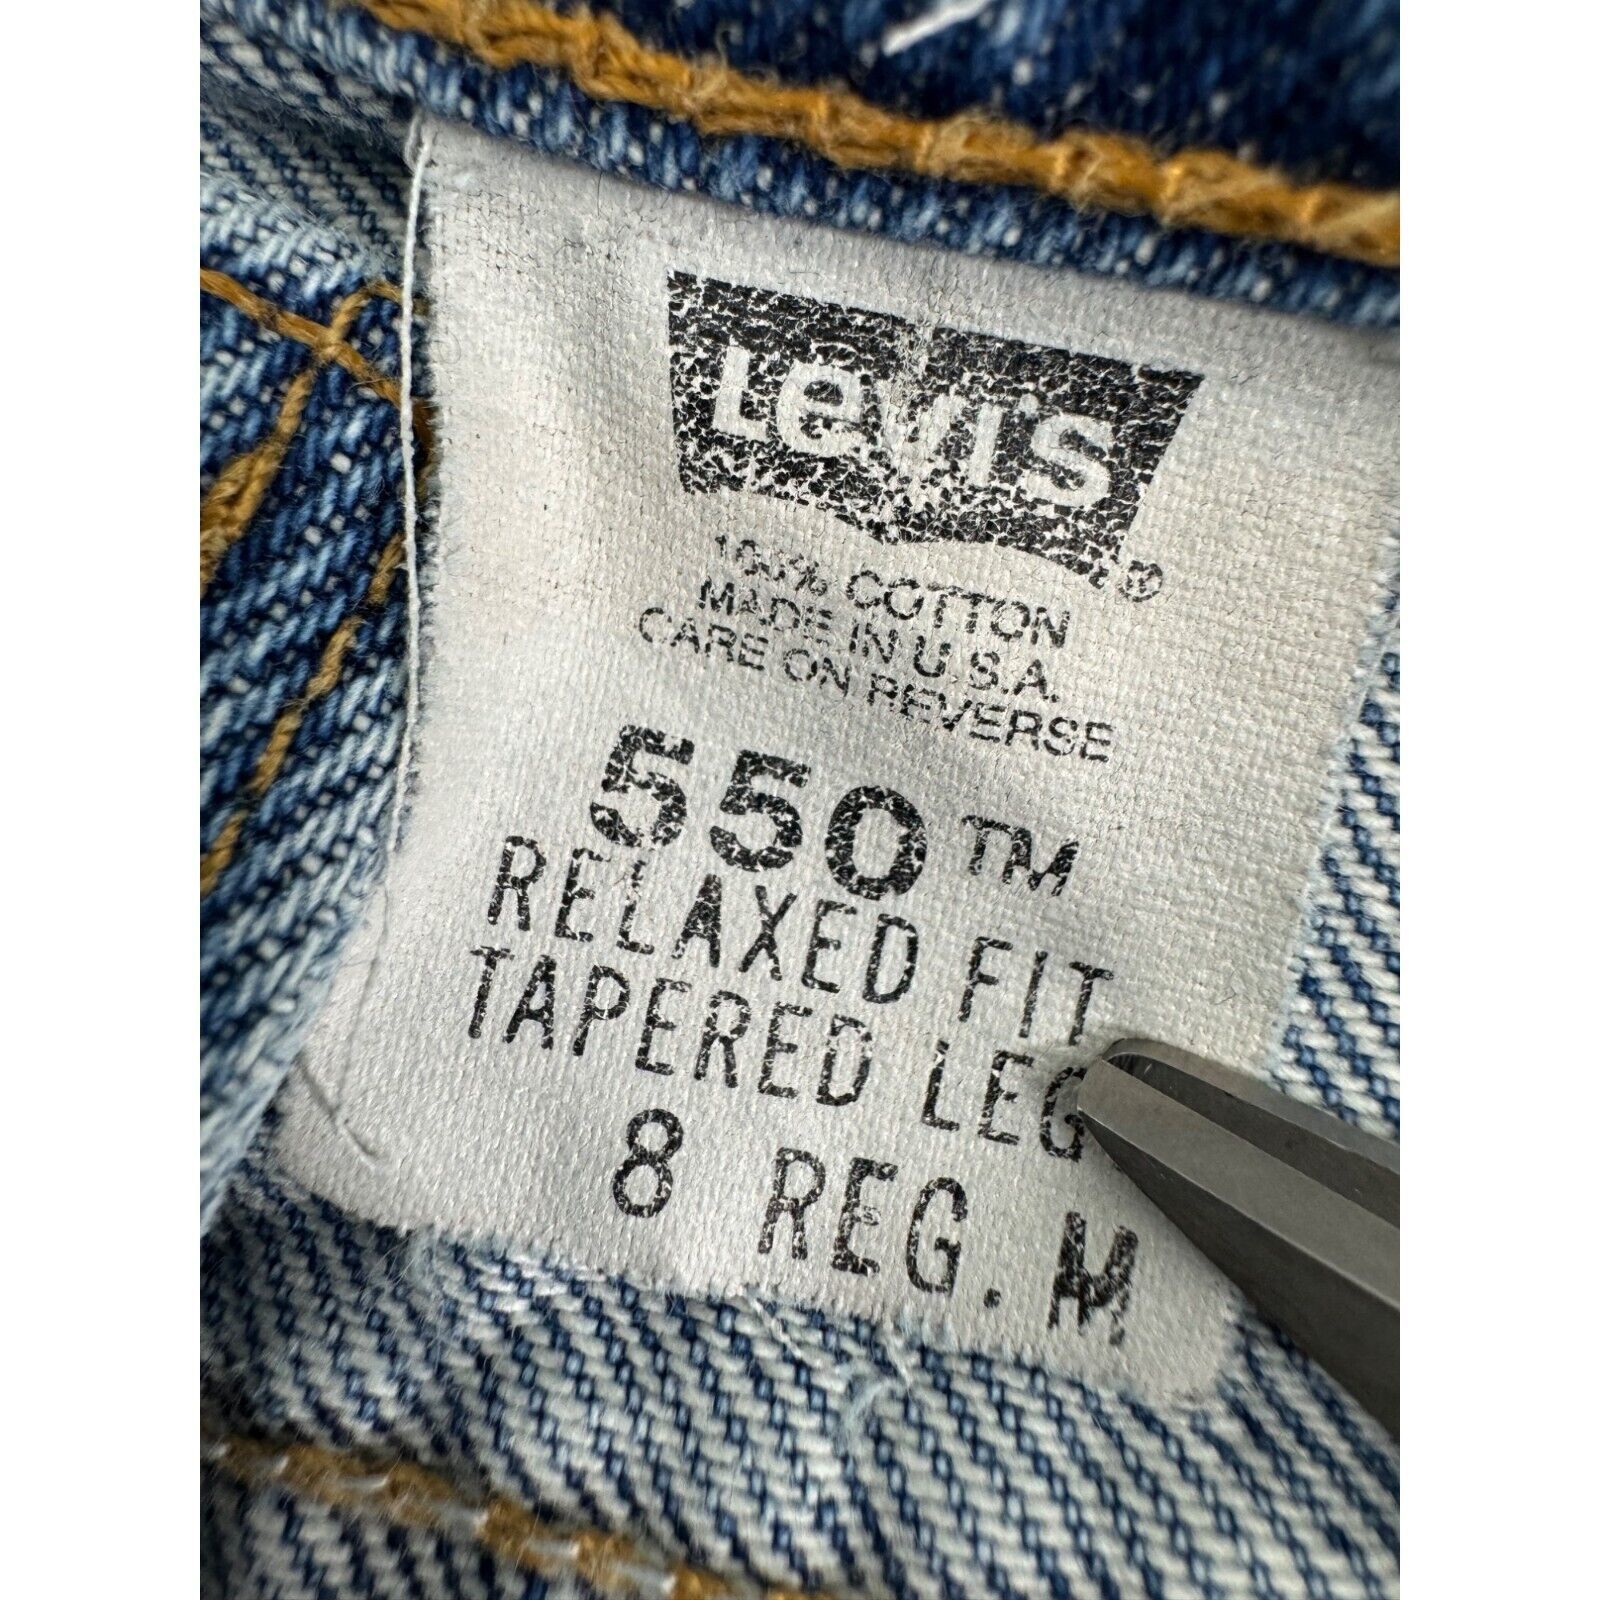 Levi's®
100% COTTON
MADE IN U.S.A.
CARE ON REVERSE
550™
RELAXED FIT
TAPERED LEG
8 REG. M